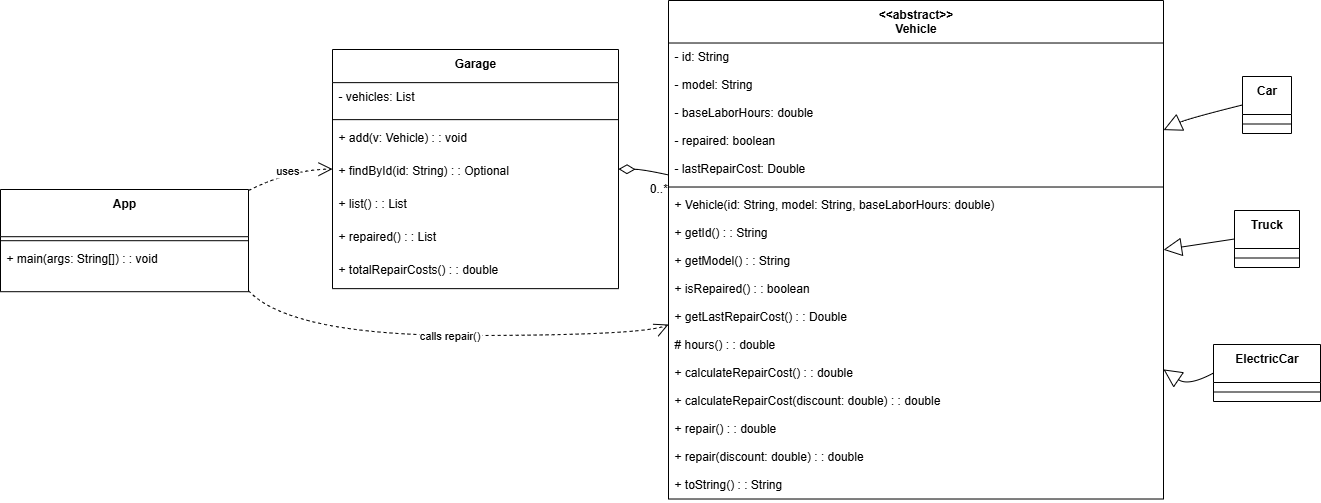 App
+ main(args: String[]) : : void
uses
calls repair()
Garage
- vehicles: List
+ add(v: Vehicle) : : void
+ findById(id: String) : : Optional
+ list() : : List
+ repaired() : : List
+ totalRepairCosts() : : double
0..*
<<abstract>>
Vehicle
- id: String
- model: String
- baseLaborHours: double
- repaired: boolean
- lastRepairCost: Double
+ Vehicle(id: String, model: String, baseLaborHours: double)
+ getId() : : String
+ getModel() : : String
+ isRepaired() : : boolean
+ getLastRepairCost() : : Double
# hours() : : double
+ calculateRepairCost() : : double
+ calculateRepairCost(discount: double) : : double
+ repair() : : double
+ repair(discount: double) : : double
+ toString() : : String
Car
Truck
ElectricCar